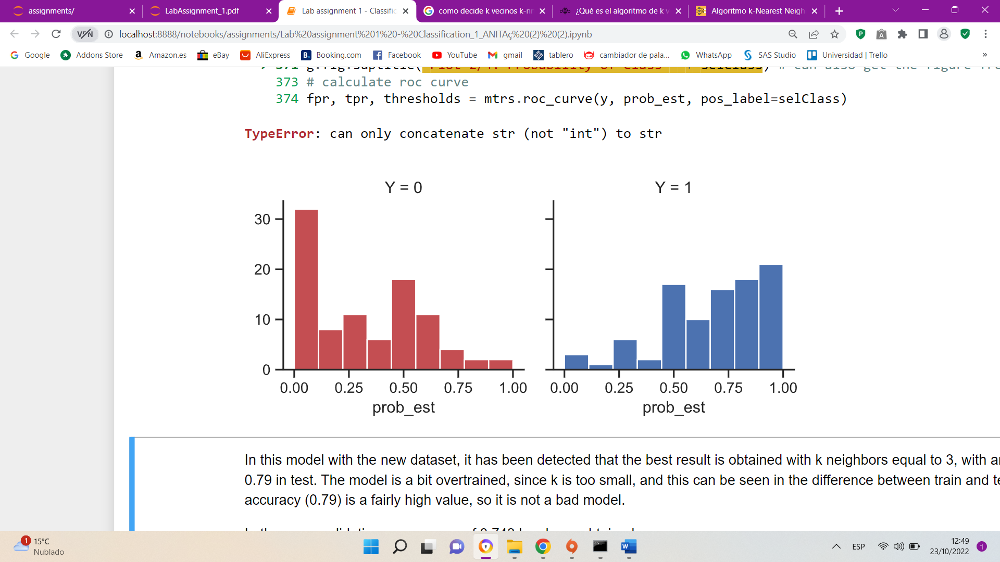 assignments/
LabAssignment_1.pdf
Lab assignment 1 - Classific
como decide k vecinos k-nn
¿Qué es el algoritmo de k v
Algoritmo k-Nearest Neigh
VPN
localhost:8888/notebooks/assignments/Lab%20assignment%201%20-%20Classification_1_ANITAç%20(2)%20(2).ipynb
Google
Addons Store
Amazon.es
eBay
AliExpress
Booking.com
Facebook
YouTube
gmail
tablero
cambiador de pala...
WhatsApp
SAS Studio
Universidad | Trello
»
373 # calculate roc curve
374 fpr, tpr, thresholds = mtrs.roc_curve(y, prob_est, pos_label=selClass)
TypeError: can only concatenate str (not "int") to str
Y = 0
30
20
10
0
0.00 0.25 0.50 0.75 1.00
prob_est
Y = 1
0.00 0.25 0.50 0.75 1.00
prob_est
In this model with the new dataset, it has been detected that the best result is obtained with k neighbors equal to 3, with
0.79 in test. The model is a bit overtrained, since k is too small, and this can be seen in the difference between train and
accuracy (0.79) is a fairly high value, so it is not a bad model.
1
15°C
Nublado
ESP
12:49
23/10/2022
1